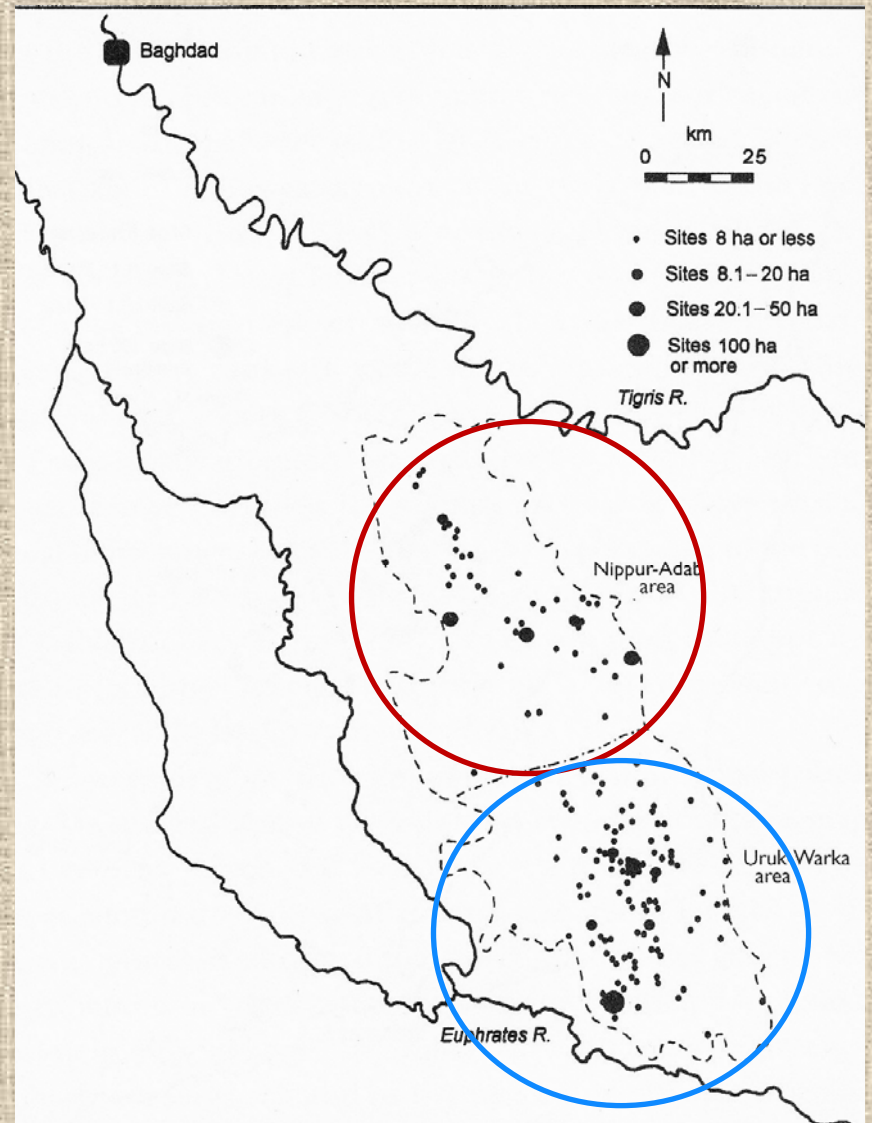 Baghdad
N
km
0 25
Sites 8 ha or less
Sites 8.1–20 ha
Sites 20.1–50 ha
Sites 100 ha
or more
Tigris R.
Nippur-Adab
area
Uruk-Warka
area
Euphrates R.